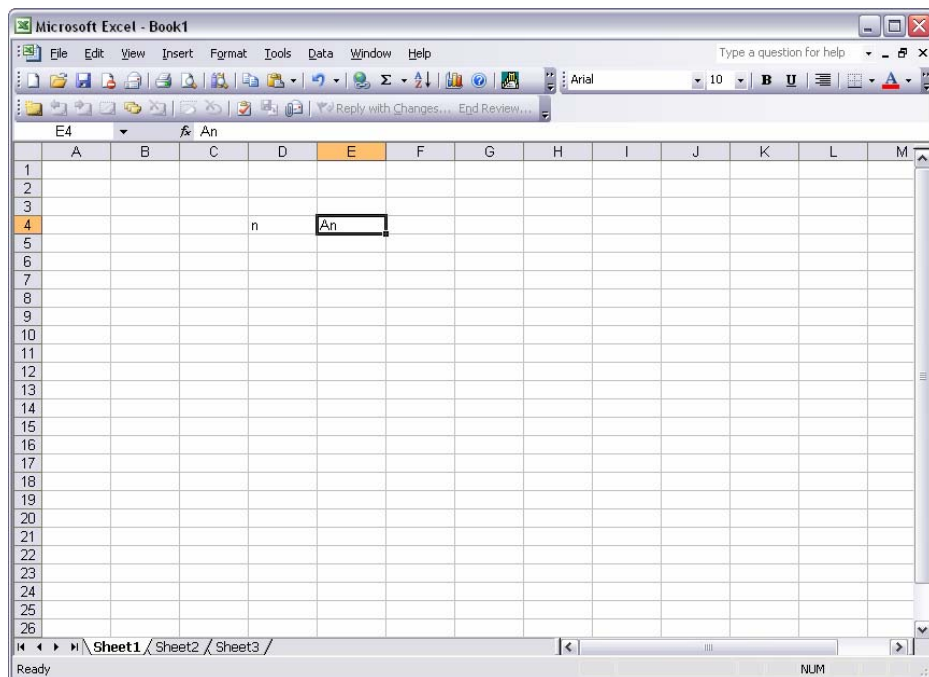 Microsoft Excel - Book1
File Edit View Insert Format Tools Data Window Help Type a question for help
Σ Arial 10 B U A
Reply with Changes... End Review...
E4 fx An
A B C D E F G H I J K L M
1
2
3
4 n An
5
6
7
8
9
10
11
12
13
14
15
16
17
18
19
20
21
22
23
24
25
26
Sheet1 / Sheet2 / Sheet3 /
Ready NUM